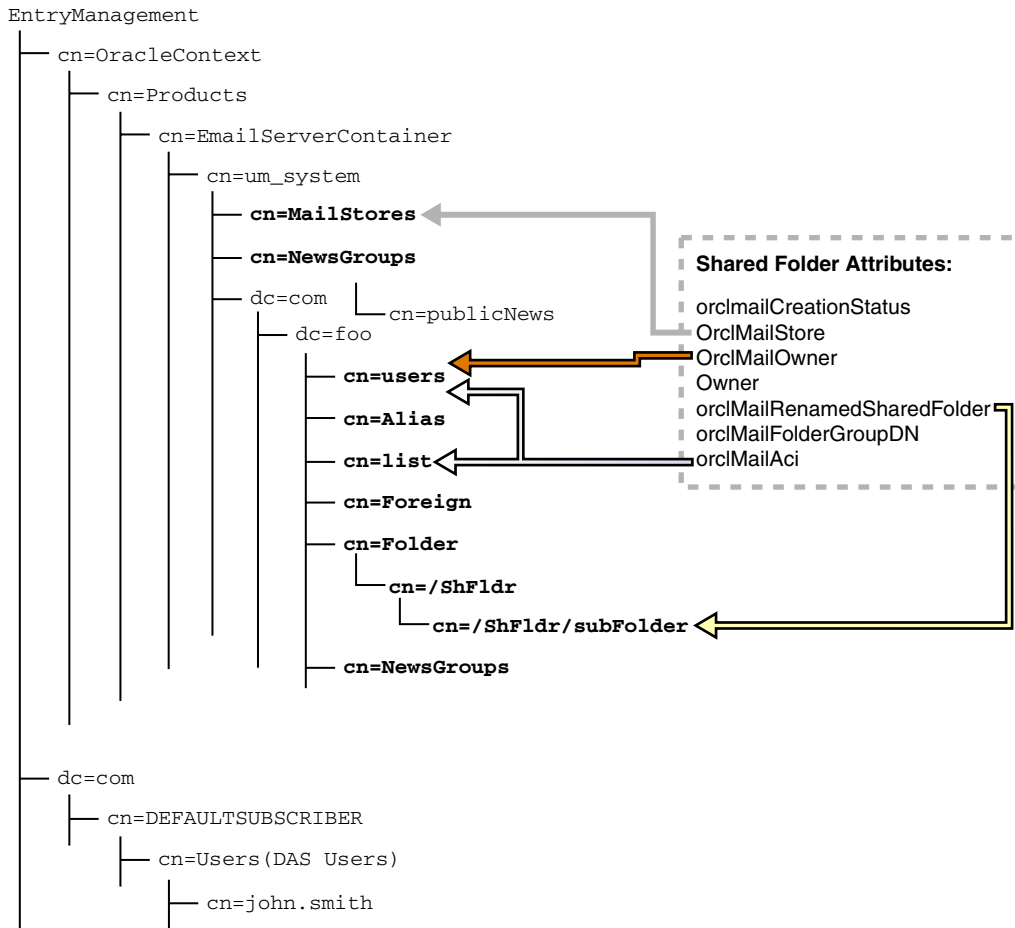 EntryManagement
cn=OracleContext
cn=Products
cn=EmailServerContainer
cn=um_system
cn=MailStores
cn=NewsGroups
dc=com
cn=publicNews
dc=foo
cn=users
cn=Alias
cn=list
cn=Foreign
cn=Folder
cn=/ShFldr
cn=/ShFldr/subFolder
cn=NewsGroups
Shared Folder Attributes:
orclmailCreationStatus
OrclMailStore
OrclMailOwner
Owner
orclMailRenamedSharedFolder
orclMailFolderGroupDN
orclMailAci
dc=com
cn=DEFAULTSUBSCRIBER
cn=Users(DAS Users)
cn=john.smith